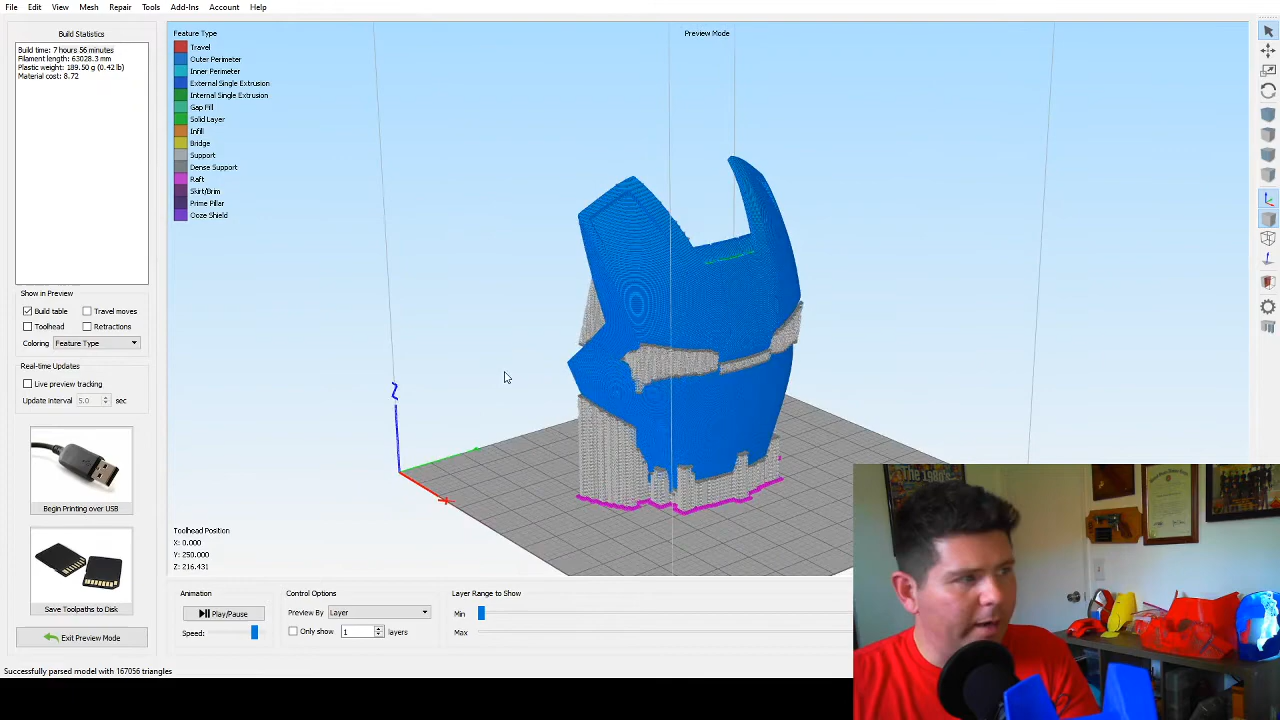 File Edit View Mesh Repair Tools Add-Ins Account Help
Build Statistics
Build time: 7 hours 56 minutes
Filament length: 63028.3 mm
Plastic weight: 189.50 g (0.42 lb)
Material cost: 8.72
Show in Preview
Build table
Travel moves
Toolhead
Retractions
Coloring Feature Type
Real-time Updates
Live preview tracking
Update interval 5.0 sec
Begin Printing over USB
Save Toolpaths to Disk
Exit Preview Mode
Successfully parsed model with 167056 triangles
Feature Type
Travel
Outer Perimeter
Inner Perimeter
External Single Extrusion
Internal Single Extrusion
Gap Fill
Solid Layer
Infill
Bridge
Support
Dense Support
Raft
Skirt/Brim
Prime Pillar
Ooze Shield
Preview Mode
Toolhead Position
X: 0.000
Y: 250.000
Z: 216.431
Animation
Play/Pause
Speed:
Control Options
Preview By Layer
Only show 1 layers
Layer Range to Show
Min
Max
The 1980's